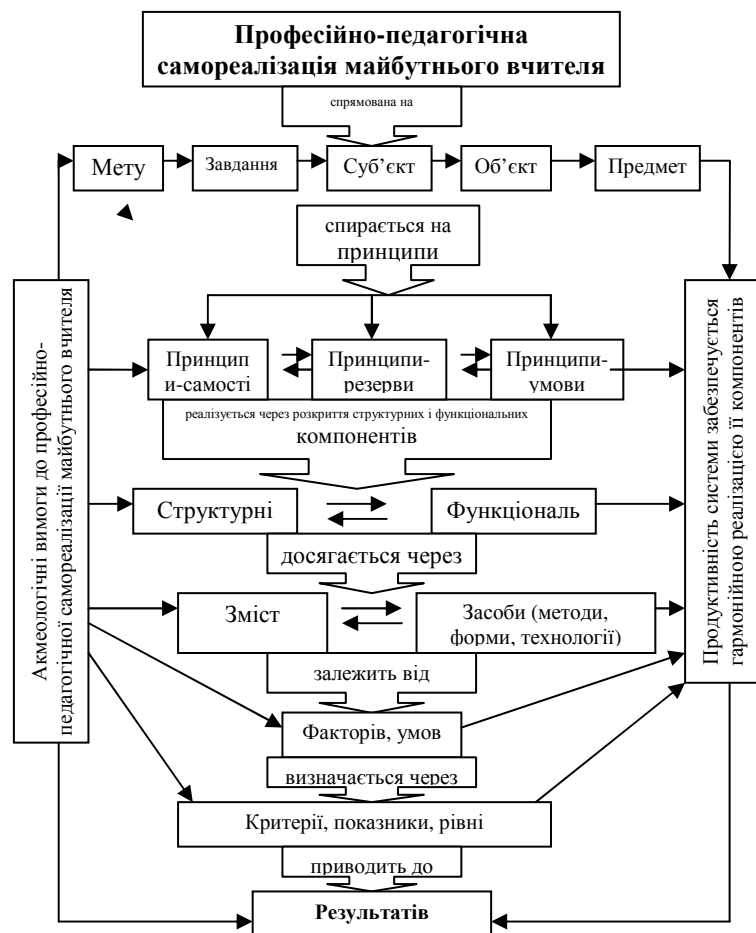 Професійно-педагогічна
самореалізація майбутнього вчителя
спрямована на
Мету
Завдання
Суб’єкт
Об’єкт
Предмет
спирається на
принципи
Принцип
и-самості
Принципи-
резерви
Принципи-
умови
реалізується через розкриття структурних і функціональних
компонентів
Структурні
Функціональ
досягається через
Зміст
Засоби (методи,
форми, технології)
залежить від
Факторів, умов
визначається через
Критерії, показники, рівні
приводить до
Результатів
Акмеологічні вимоги до професійно-
педагогічної самореалізації майбутнього вчителя
Продуктивність системи забезпечується
гармонійною реалізацією її компонентів